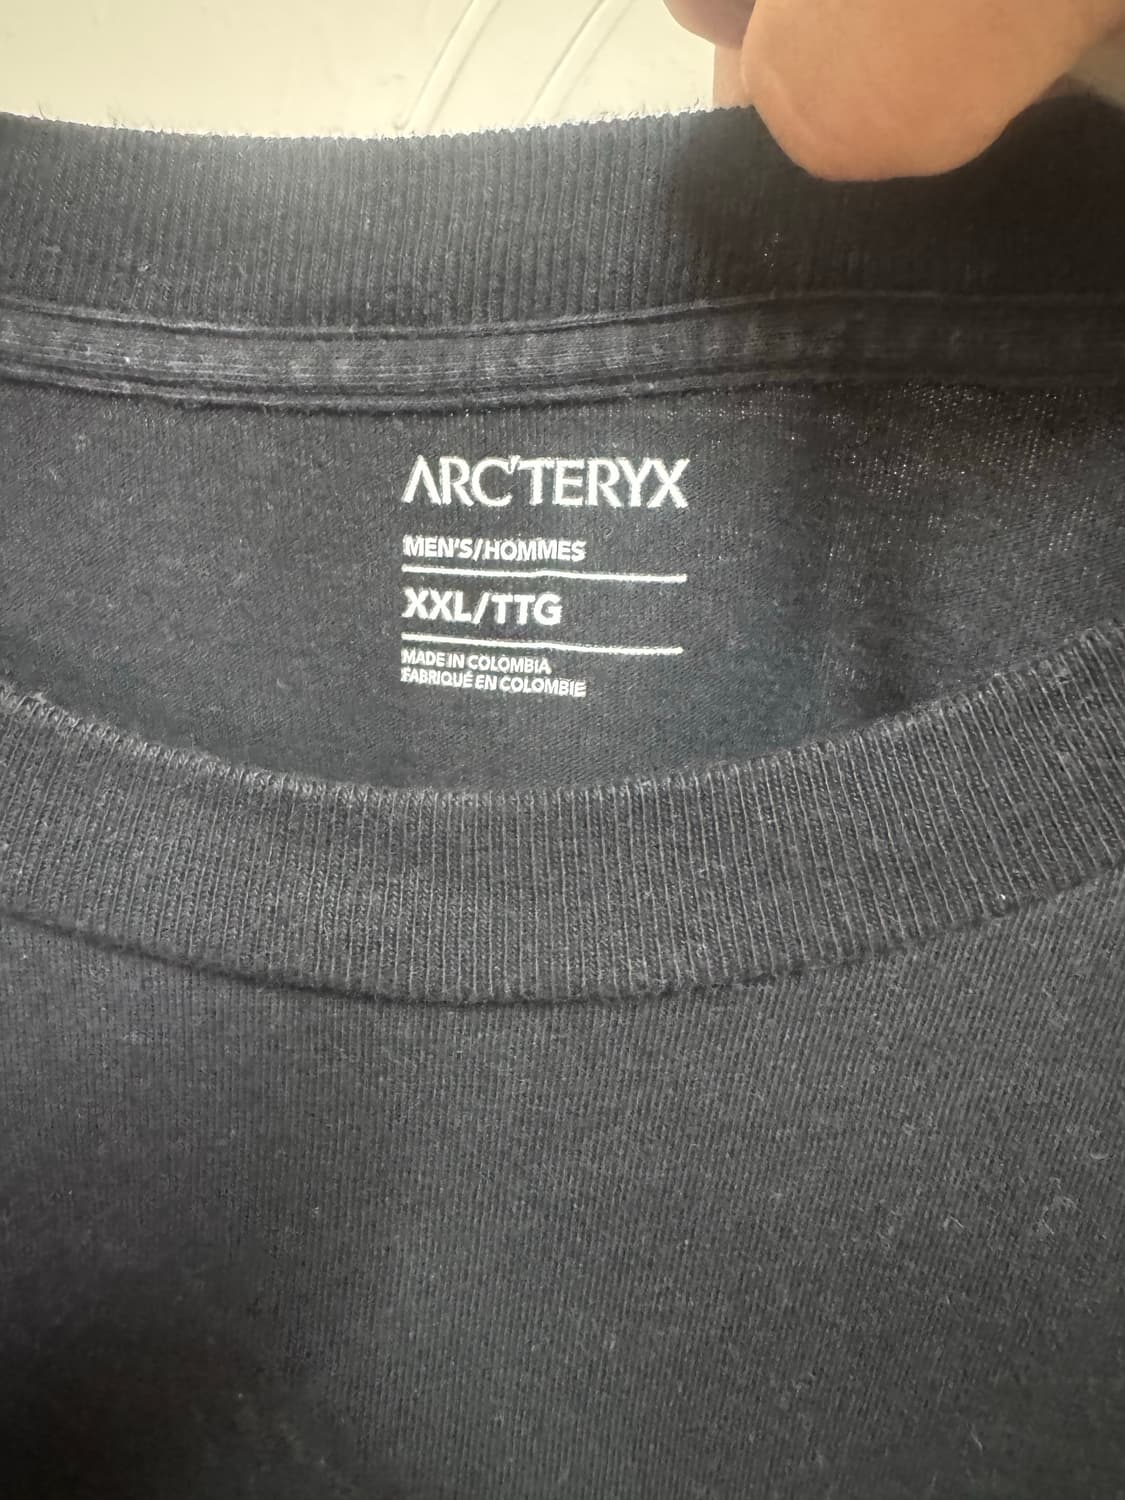 ARC'TERYX
MEN'S/HOMMES
XXL/TTG
MADE IN COLOMBIA
FABRIQUÉ EN COLOMBIE